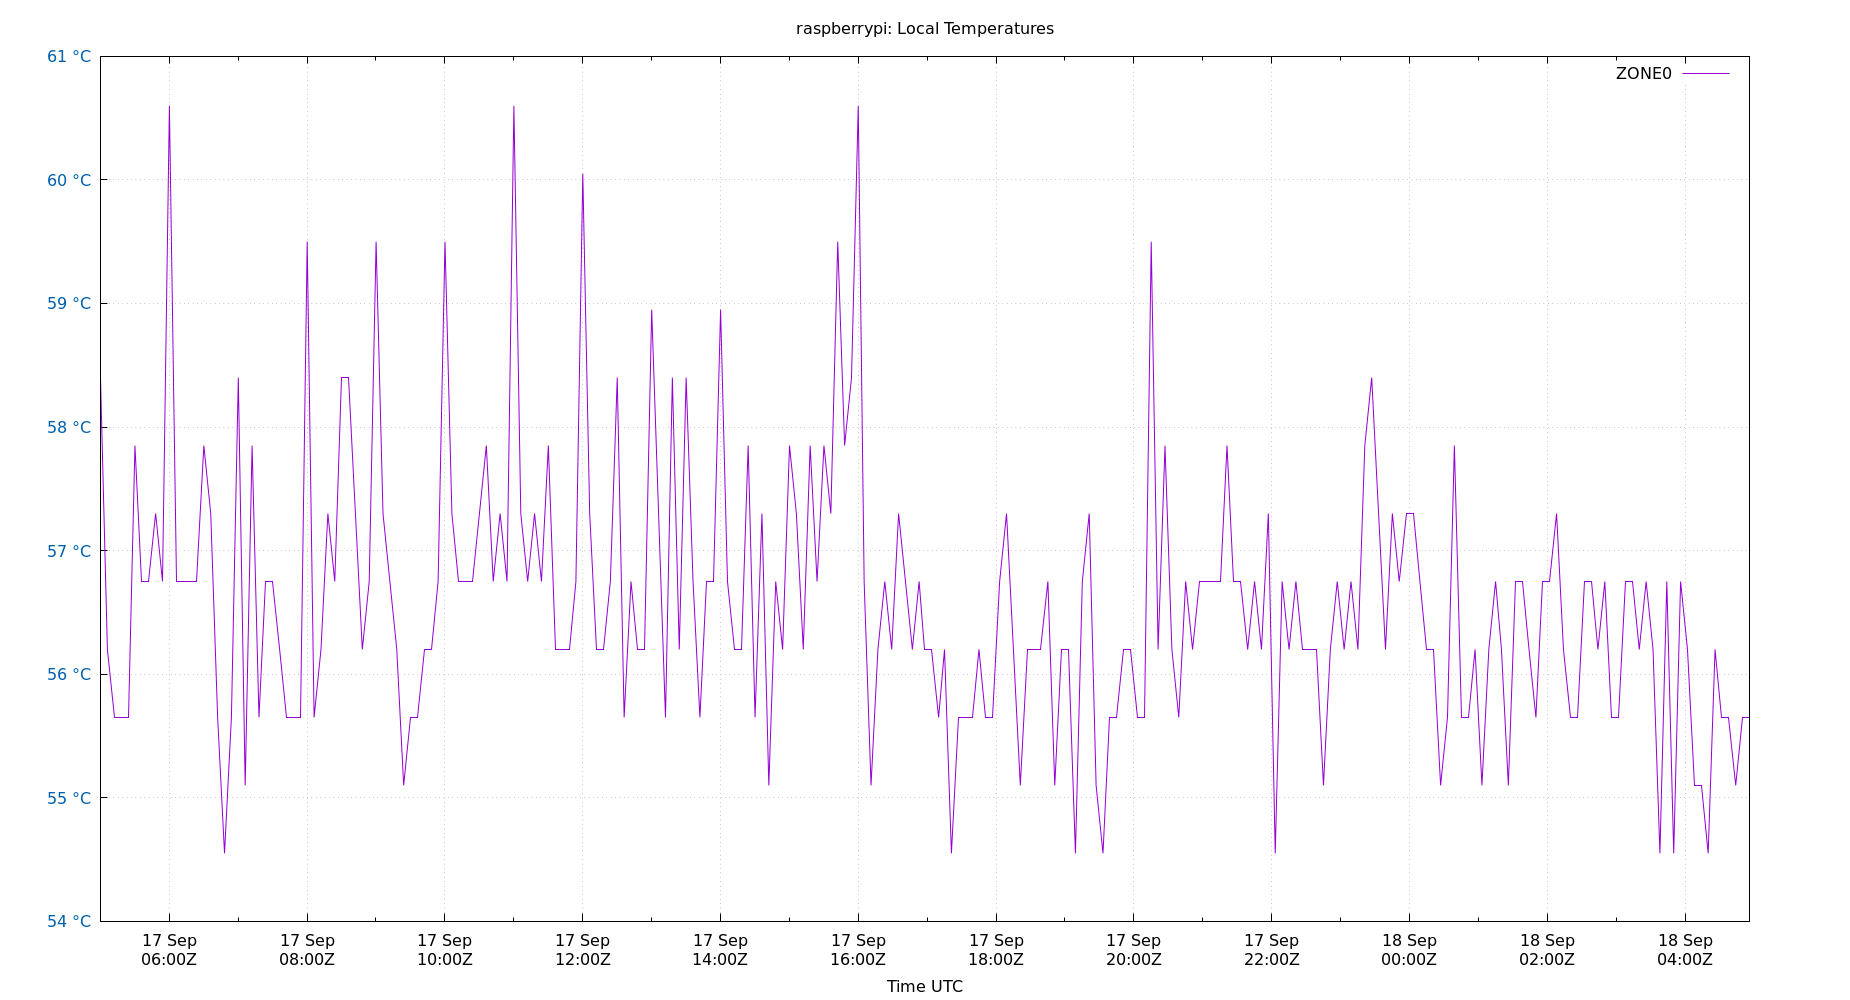 raspberrypi: Local Temperatures
61 °C
ZONE0
60 °C
59 °C
58 °C
57 °C
56 °C
55 °C
54 °C
17 Sep 17 Sep 17 Sep 17 Sep 17 Sep 17 Sep 17 Sep 17 Sep 17 Sep 18 Sep 18 Sep 18 Sep
06:00Z 08:00Z 10:00Z 12:00Z 14:00Z 16:00Z 18:00Z 20:00Z 22:00Z 00:00Z 02:00Z 04:00Z
Time UTC